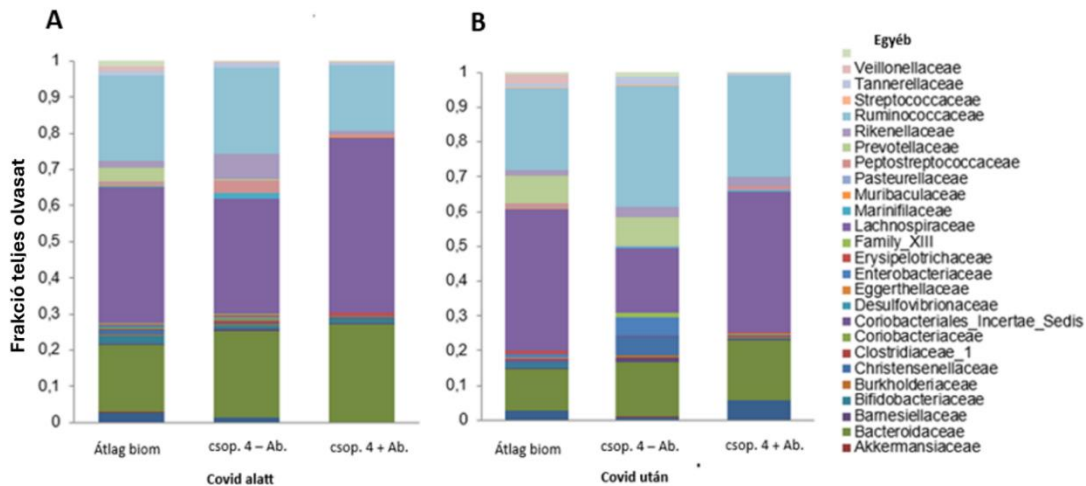 A
B
Frakció teljes olvasat
1
0,9
0,8
0,7
0,6
0,5
0,4
0,3
0,2
0,1
0
Átlag biom
csop. 4 – Ab.
csop. 4 + Ab.
Covid alatt
1
0,9
0,8
0,7
0,6
0,5
0,4
0,3
0,2
0,1
0
Átlag biom
csop. 4 – Ab.
csop. 4 + Ab.
Covid után
Egyéb
Veillonellaceae
Tannerellaceae
Streptococcaceae
Ruminococcaceae
Rikenellaceae
Prevotellaceae
Peptostreptococcaceae
Pasteurellaceae
Muribaculaceae
Marinifilaceae
Lachnospiraceae
Family_XIII
Erysipelotrichaceae
Enterobacteriaceae
Eggerthellaceae
Desulfovibrionaceae
Coriobacteriales_Incertae_Sedis
Coriobacteriaceae
Clostridiaceae_1
Christensenellaceae
Burkholderiaceae
Bifidobacteriaceae
Barnesiellaceae
Bacteroidaceae
Akkermansiaceae